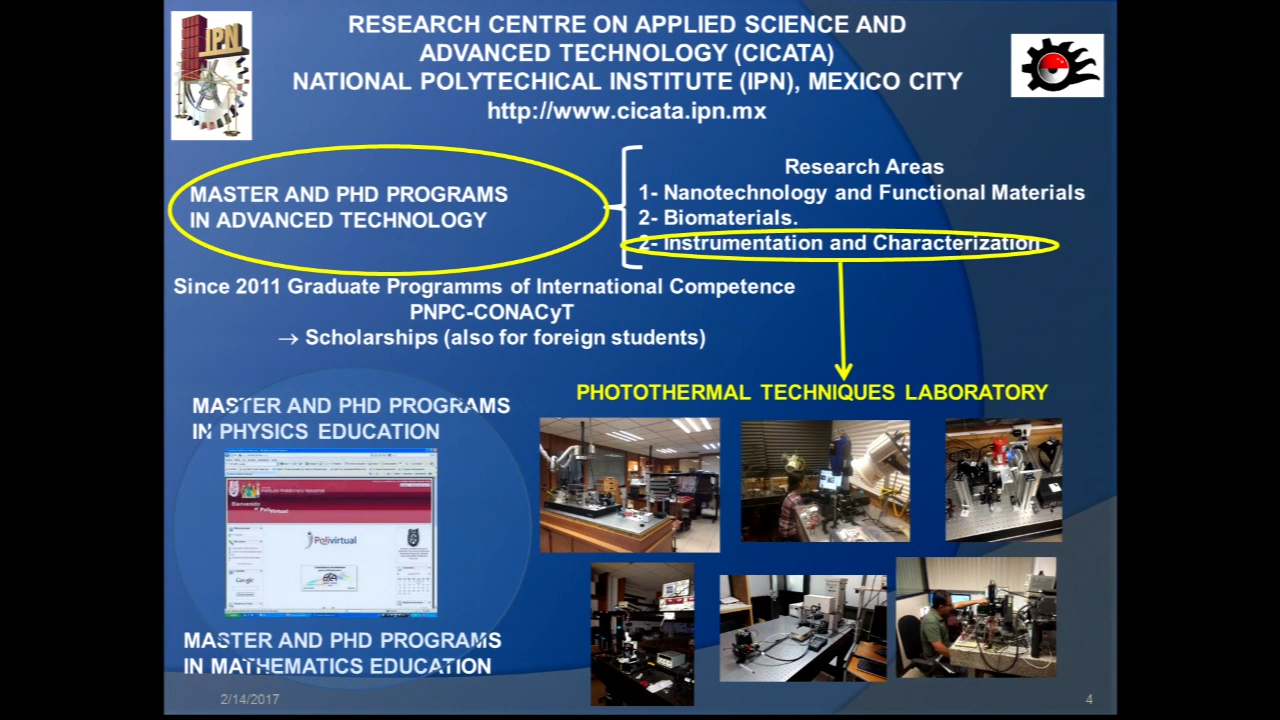 RESEARCH CENTRE ON APPLIED SCIENCE AND
ADVANCED TECHNOLOGY (CICATA)
NATIONAL POLYTECHICAL INSTITUTE (IPN), MEXICO CITY
http://www.cicata.ipn.mx
IPN
MASTER AND PHD PROGRAMS
IN ADVANCED TECHNOLOGY
Research Areas
1- Nanotechnology and Functional Materials
2- Biomaterials.
2- Instrumentation and Characterization
Since 2011 Graduate Programms of International Competence
PNPC-CONACyT
→ Scholarships (also for foreign students)
PHOTOTHERMAL TECHNIQUES LABORATORY
MASTER AND PHD PROGRAMS
IN PHYSICS EDUCATION
Bienvenido
Polivirtual
Polivirtual
Google
MASTER AND PHD PROGRAMS
IN MATHEMATICS EDUCATION
2/14/2017
4